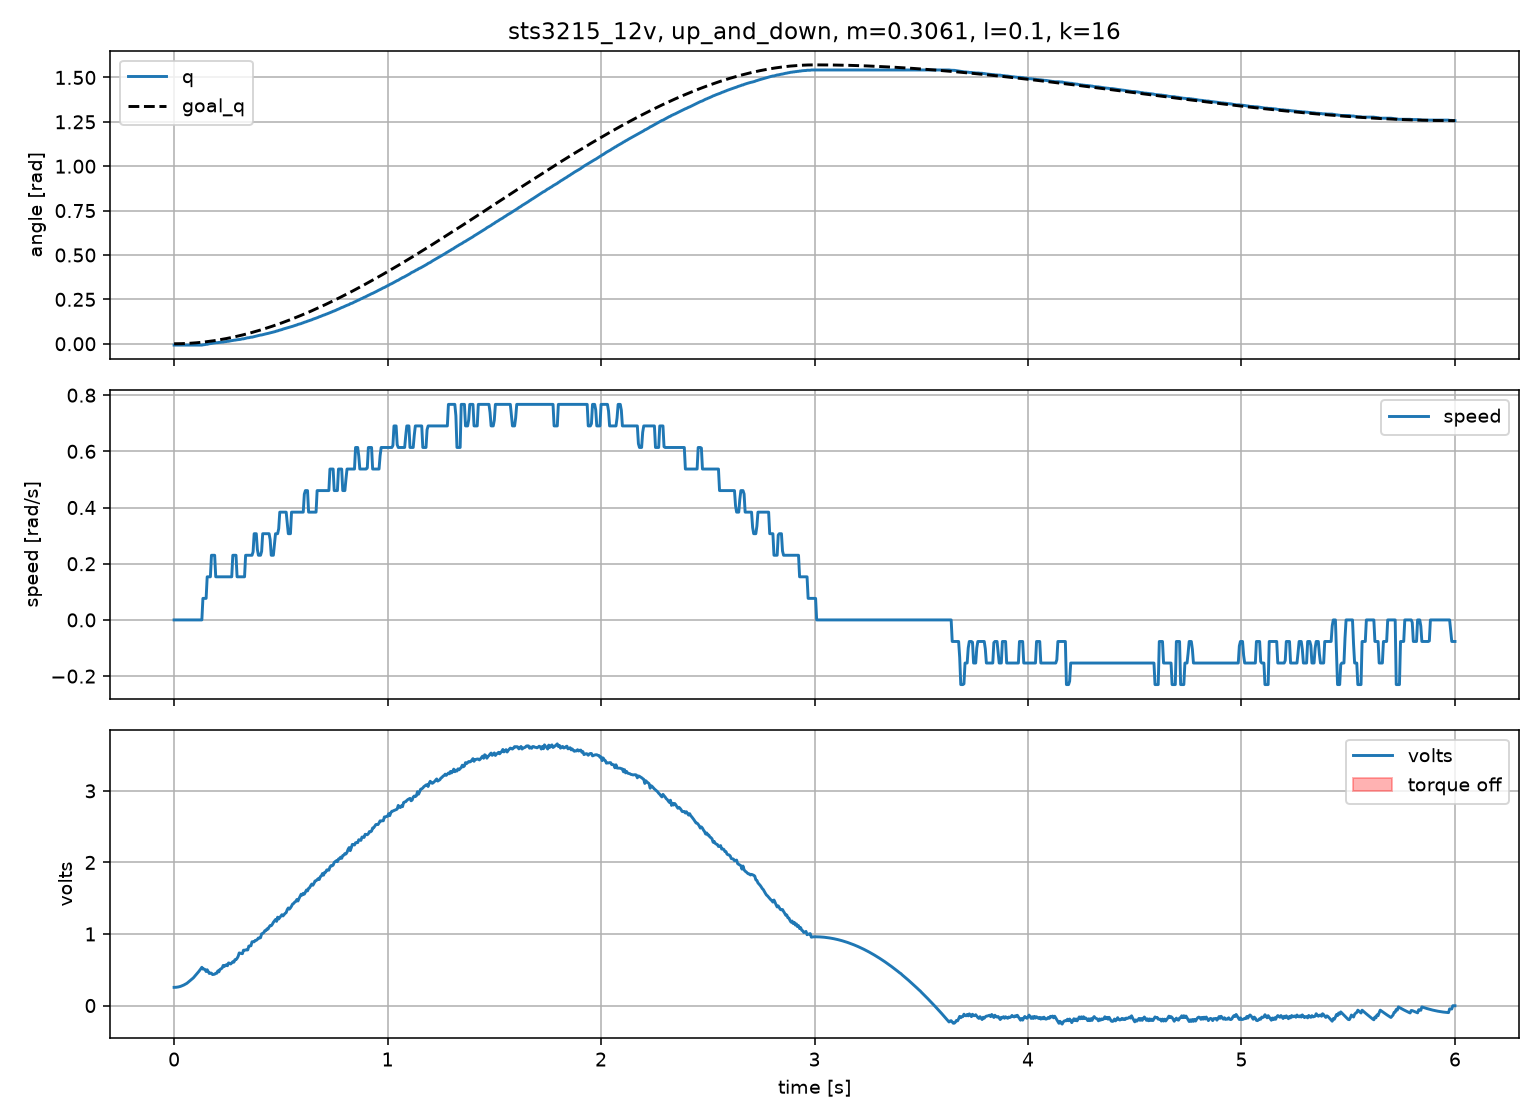 sts3215_12v, up_and_down, m=0.3061, l=0.1, k=16
q
goal_q
angle [rad]
1.50
1.25
1.00
0.75
0.50
0.25
0.00
speed
speed [rad/s]
0.8
0.6
0.4
0.2
0.0
−0.2
volts
torque off
volts
3
2
1
0
0 1 2 3 4 5 6
time [s]